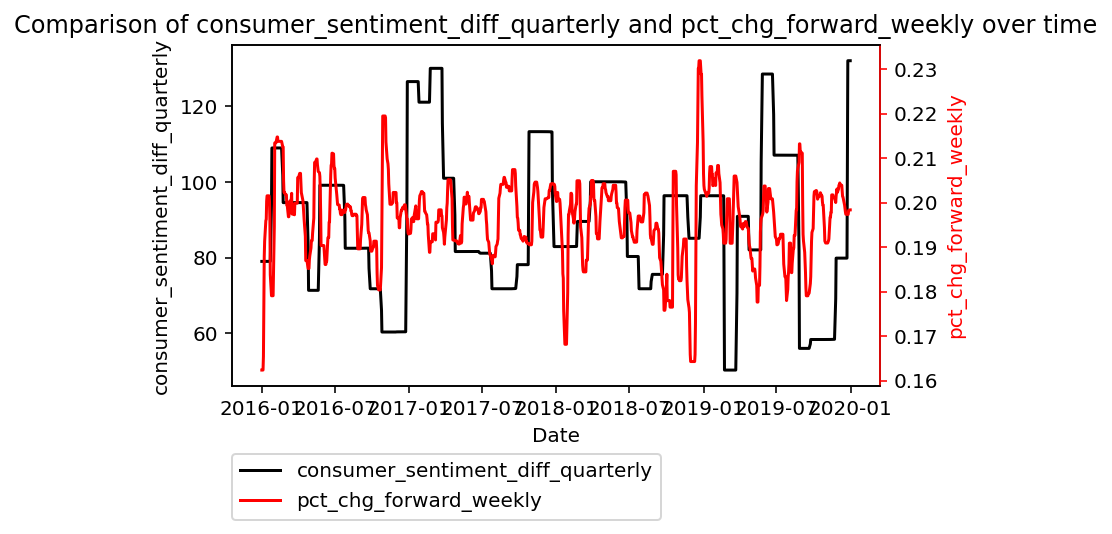 Comparison of consumer_sentiment_diff_quarterly and pct_chg_forward_weekly over time
consumer_sentiment_diff_quarterly
120
100
80
60
0.23
0.22
0.21
0.20
0.19
0.18
0.17
0.16
pct_chg_forward_weekly
2016-01 2016-07 2017-01 2017-07 2018-01 2018-07 2019-01 2019-07 2020-01
Date
consumer_sentiment_diff_quarterly
pct_chg_forward_weekly